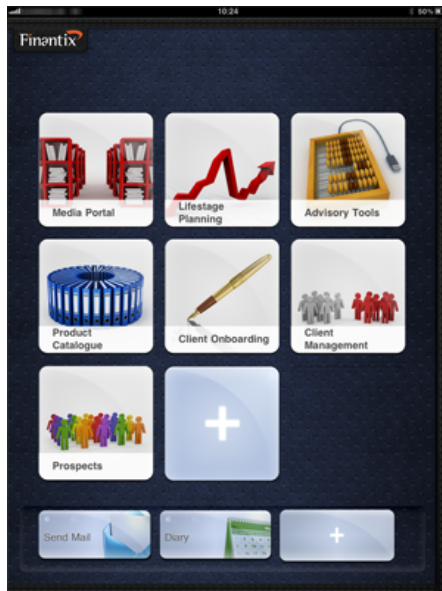 10:24
50%
Finantix
Media Portal
Lifestage
Planning
Advisory Tools
Product
Catalogue
Client Onboarding
Client
Management
Prospects
+
Send Mail
Diary
+